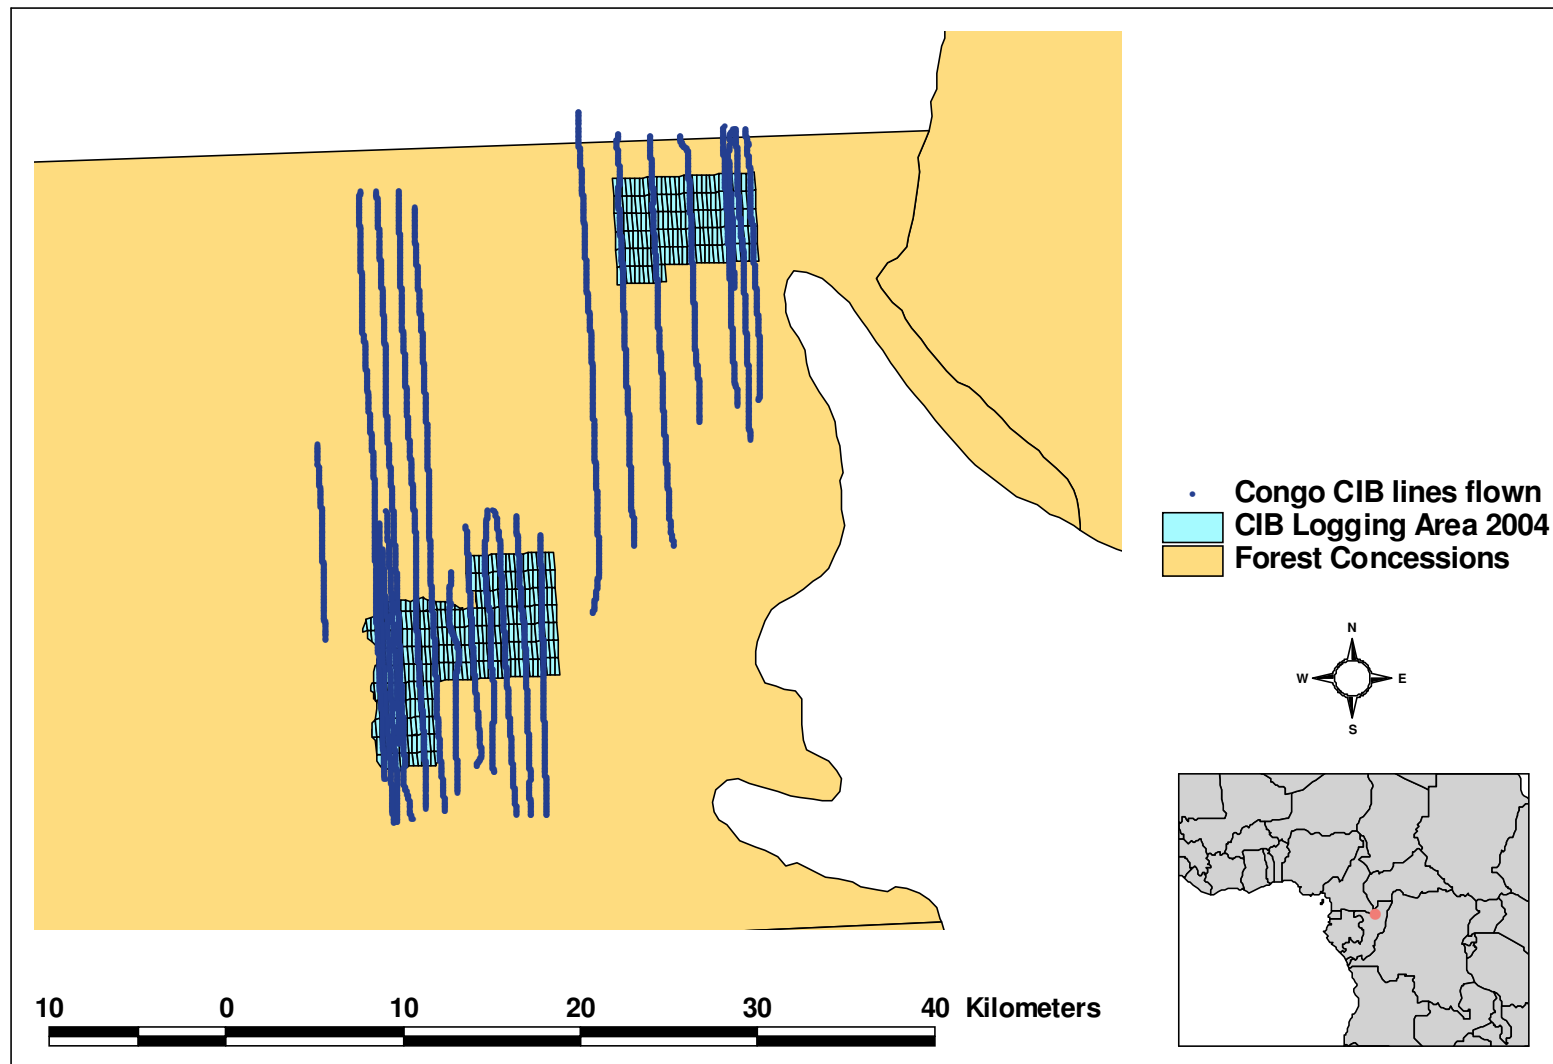 Congo CIB lines flown
CIB Logging Area 2004
Forest Concessions
N
W E
S
10 0 10 20 30 40 Kilometers